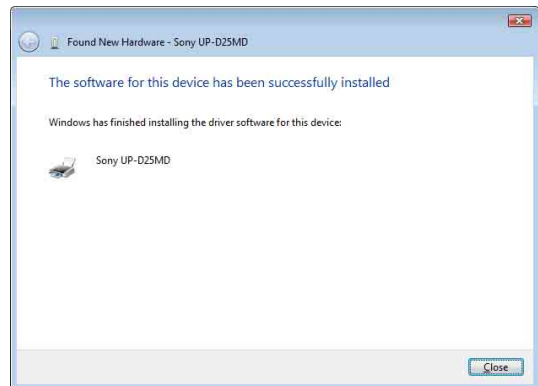 Found New Hardware - Sony UP-D25MD
The software for this device has been successfully installed
Windows has finished installing the driver software for this device:
Sony UP-D25MD
Close